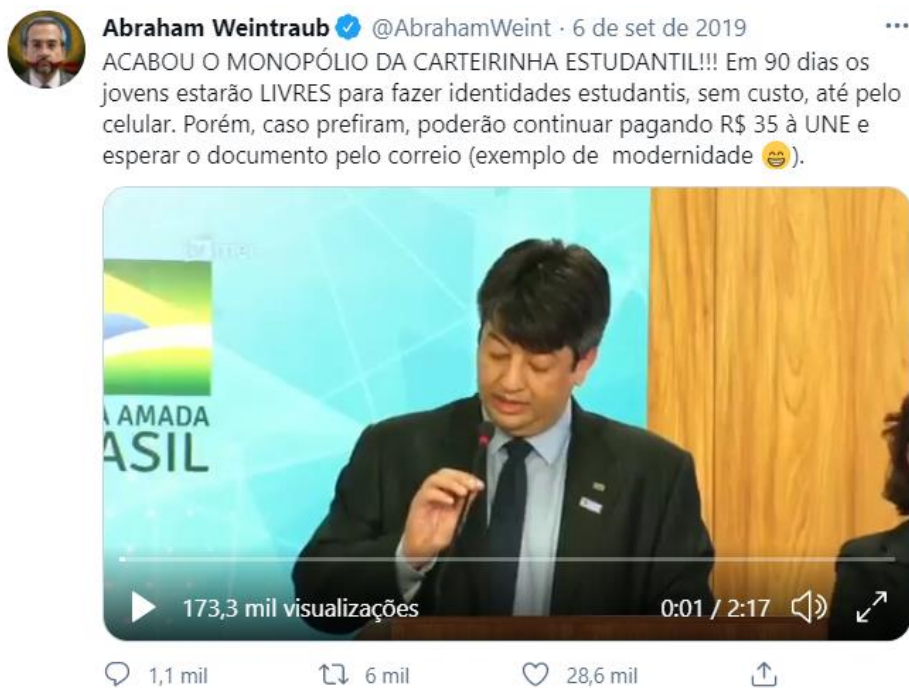 Abraham Weintraub @AbrahamWeint · 6 de set de 2019
ACABOU O MONOPÓLIO DA CARTEIRINHA ESTUDANTIL!!! Em 90 dias os
jovens estarão LIVRES para fazer identidades estudantis, sem custo, até pelo
celular. Porém, caso prefiram, poderão continuar pagando R$ 35 à UNE e
esperar o documento pelo correio (exemplo de modernidade 😁).
A AMADA
ASIL
173,3 mil visualizações 0:01 / 2:17
1,1 mil 6 mil 28,6 mil